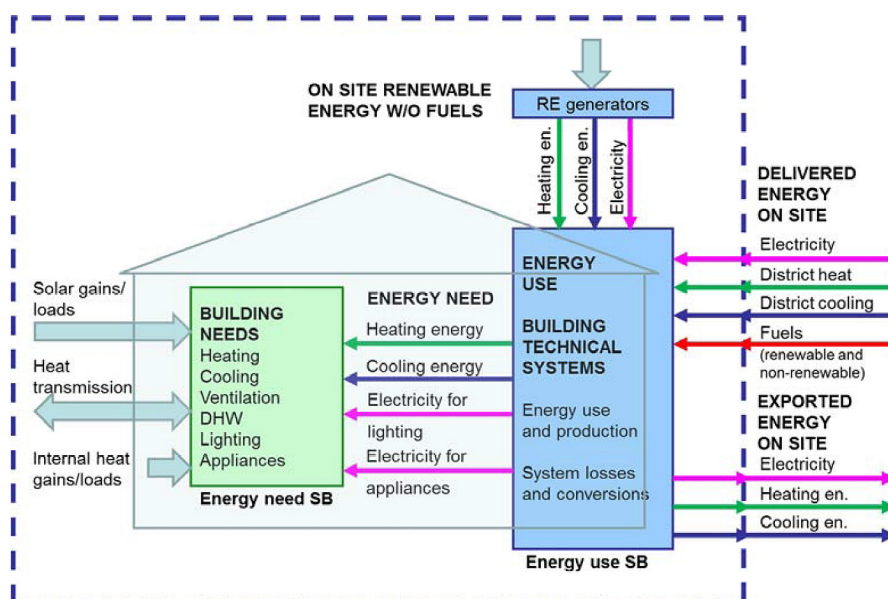 ON SITE RENEWABLE
ENERGY W/O FUELS
RE generators
Heating en.
Cooling en.
Electricity
DELIVERED
ENERGY
ON SITE
Electricity
District heat
District cooling
Fuels
(renewable and
non-renewable)
EXPORTED
ENERGY
ON SITE
Electricity
Heating en.
Cooling en.
ENERGY
USE
BUILDING
TECHNICAL
SYSTEMS
Energy use
and production
System losses
and conversions
Energy use SB
ENERGY NEED
Heating energy
Cooling energy
Electricity for
lighting
Electricity for
appliances
BUILDING
NEEDS
Heating
Cooling
Ventilation
DHW
Lighting
Appliances
Energy need SB
Solar gains/
loads
Heat
transmission
Internal heat
gains/loads